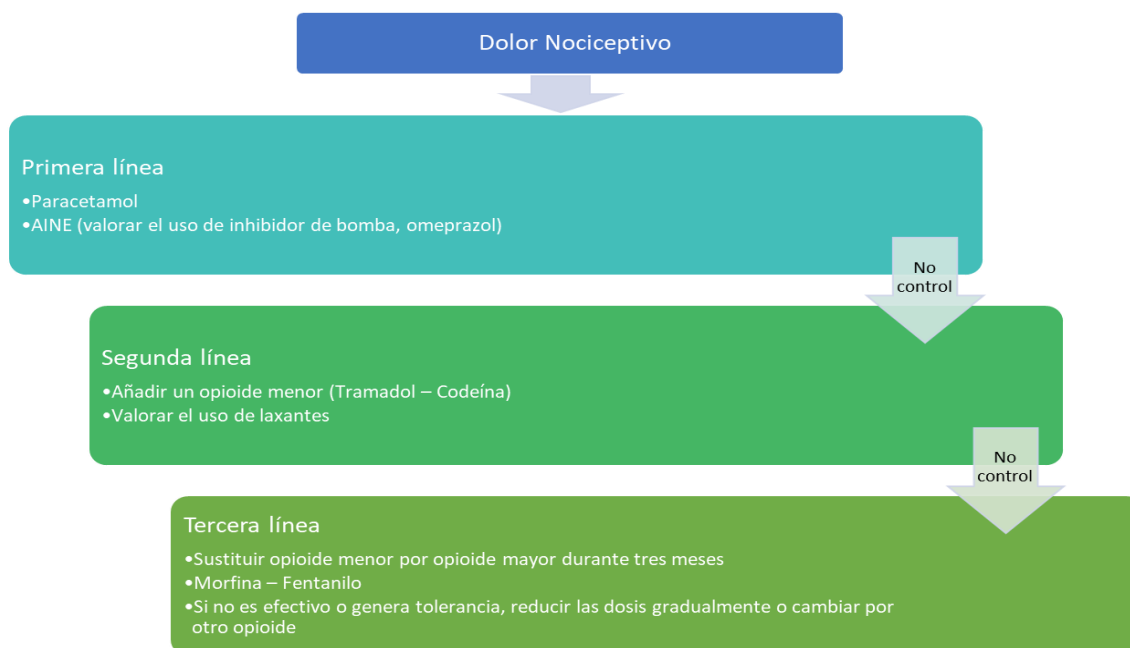 Dolor Nociceptivo
Primera línea
•Paracetamol
•AINE (valorar el uso de inhibidor de bomba, omeprazol)
No
control
Segunda línea
•Añadir un opioide menor (Tramadol – Codeína)
•Valorar el uso de laxantes
No
control
Tercera línea
•Sustituir opioide menor por opioide mayor durante tres meses
•Morfina – Fentanilo
•Si no es efectivo o genera tolerancia, reducir las dosis gradualmente o cambiar por
otro opioide